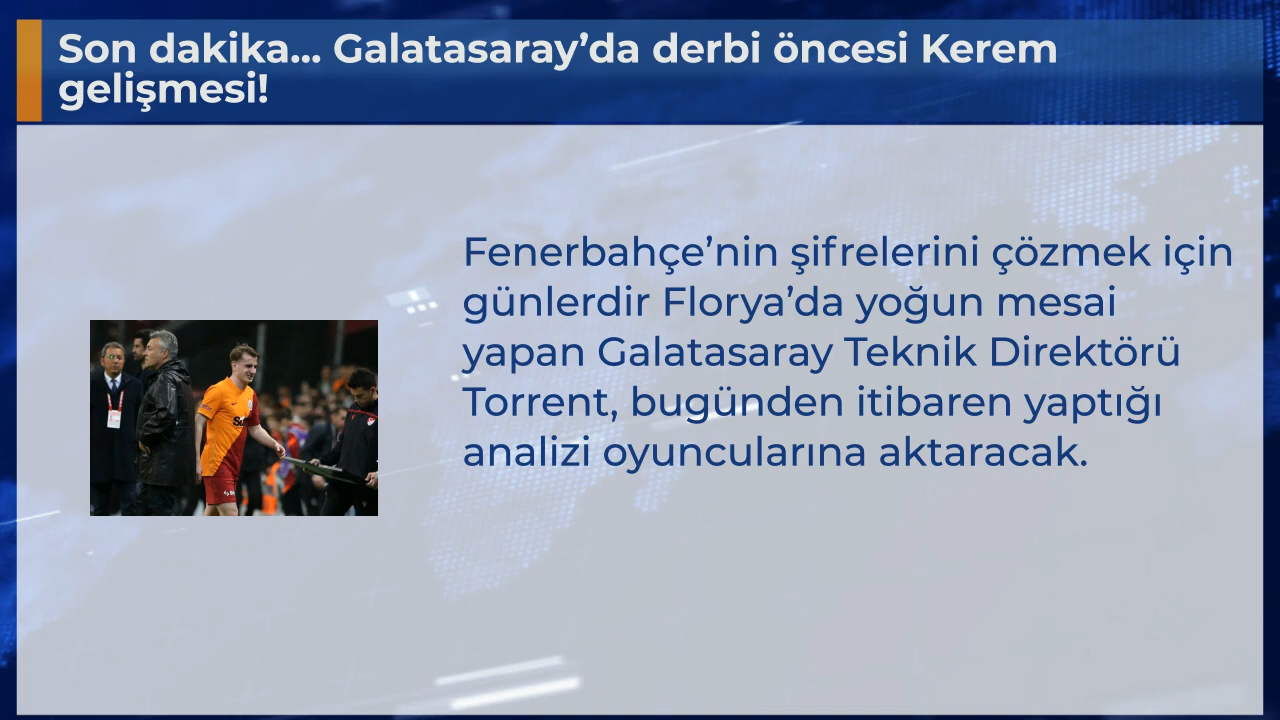 Son dakika... Galatasaray’da derbi öncesi Kerem
gelişmesi!
Fenerbahçe’nin şifrelerini çözmek için
günlerdir Florya’da yoğun mesai
yapan Galatasaray Teknik Direktörü
Torrent, bugünden itibaren yaptığı
analizi oyuncularına aktaracak.